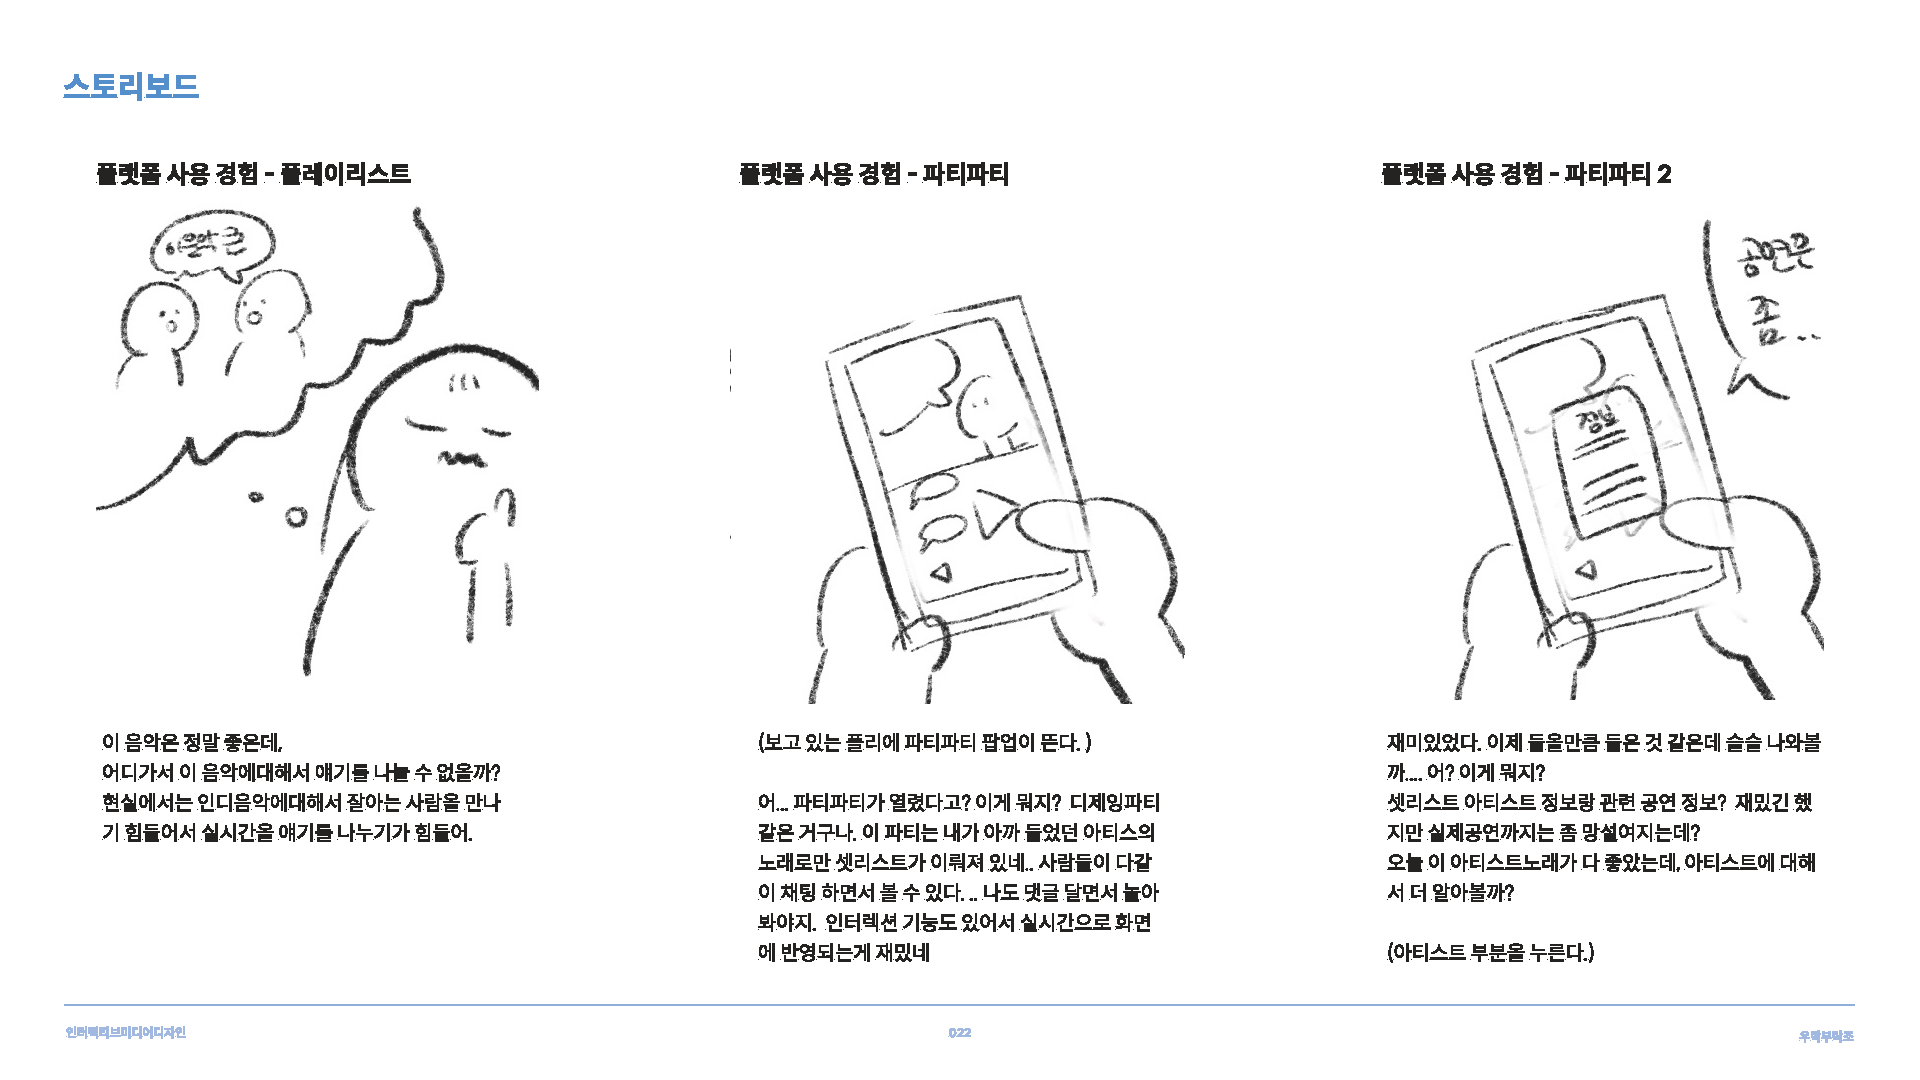 스토리보드
플랫폼 사용 경험 - 플레이리스트
이 음악은
이 음악은 정말 좋은데,
어디가서 이 음악에대해서 얘기를 나눌 수 없을까?
현실에서는 인디음악에대해서 잘아는 사람을 만나
기 힘들어서 실시간을 얘기를 나누기가 힘들어.
플랫폼 사용 경험 - 파티파티
(보고 있는 플리에 파티파티 팝업이 뜬다. )
어... 파티파티가 열렸다고? 이게 뭐지? 디제잉파티
같은 거구나. 이 파티는 내가 아까 들었던 아티스의
노래로만 셋리스트가 이뤄져 있네.. 사람들이 다같
이 채팅 하면서 볼 수 있다. .. 나도 댓글 달면서 놀아
봐야지. 인터렉션 기능도 있어서 실시간으로 화면
에 반영되는게 재밌네
플랫폼 사용 경험 - 파티파티 2
공연은
좀..
정보
재미있었다. 이제 들을만큼 들은 것 같은데 슬슬 나와볼
까.... 어? 이게 뭐지?
셋리스트 아티스트 정보랑 관련 공연 정보? 재밌긴 했
지만 실제공연까지는 좀 망설여지는데?
오늘 이 아티스트노래가 다 좋았는데, 아티스트에 대해
서 더 알아볼까?
(아티스트 부분을 누른다.)
인터랙티브미디어디자인
022